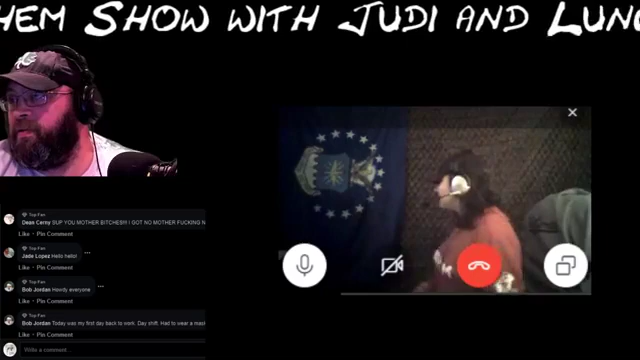 HEM SHOW WITH JUDI AND LUN
Top Fan
Dean Carny SUP YOU MOTHER BITCHES!!! I GOT NO MOTHER FUCKING N
Like · Pin Comment
Top Fan
Jade Lopez Hello hello!
Like · Pin Comment
Top Fan
Bob Jordan Howdy everyone
Like · Pin Comment
Top Fan
Bob Jordan Today was my first day back to work. Day shift. Had to wear a mask
Like · Pin Comment
Write a comment...